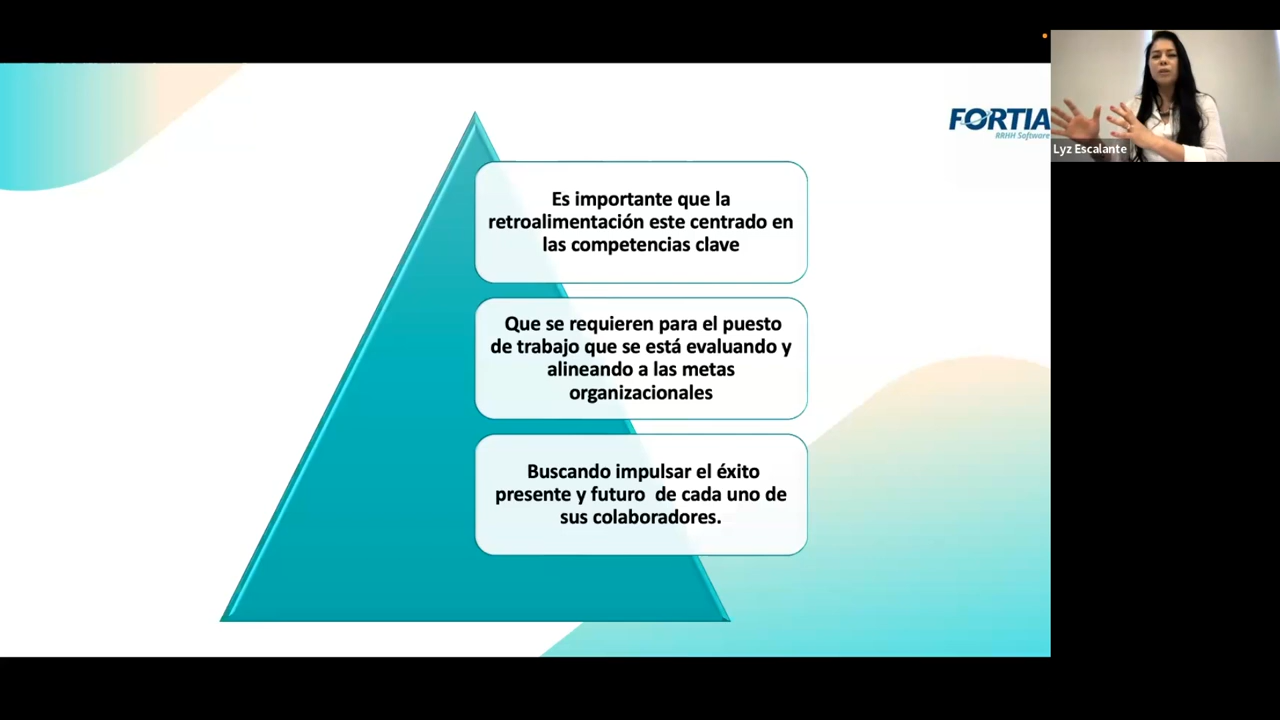 FORTIA
RRHH Software
Lyz Escalante
Es importante que la
retroalimentación este centrado en
las competencias clave
Que se requieren para el puesto
de trabajo que se está evaluando y
alineando a las metas
organizacionales
Buscando impulsar el éxito
presente y futuro  de cada uno de
sus colaboradores.